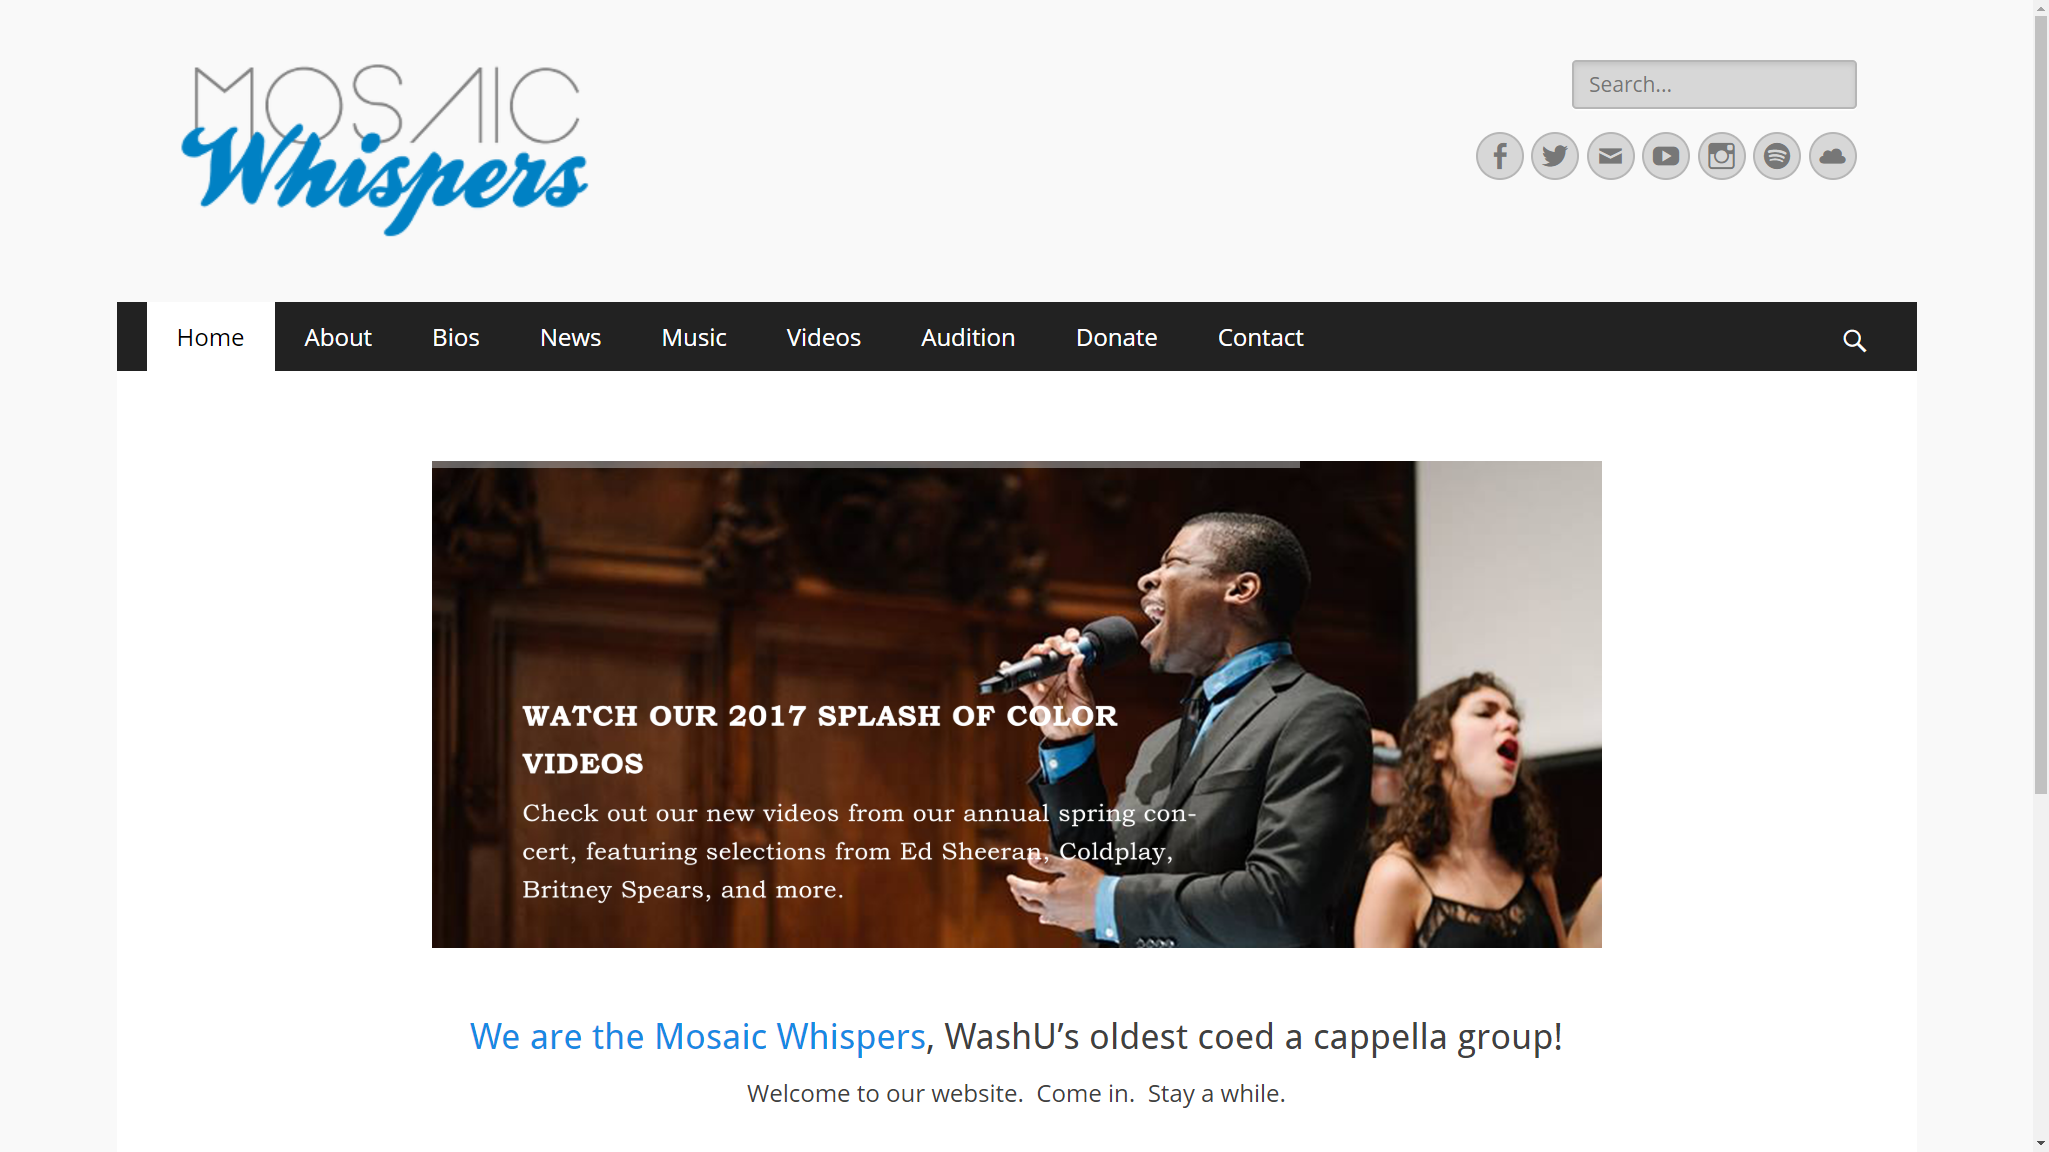 MOSAIC
Whispers
Search...
Home About Bios News Music Videos Audition Donate Contact
WATCH OUR 2017 SPLASH OF COLOR
VIDEOS
Check out our new videos from our annual spring con-
cert, featuring selections from Ed Sheeran, Coldplay,
Britney Spears, and more.
We are the Mosaic Whispers, WashU’s oldest coed a cappella group!
Welcome to our website. Come in. Stay a while.